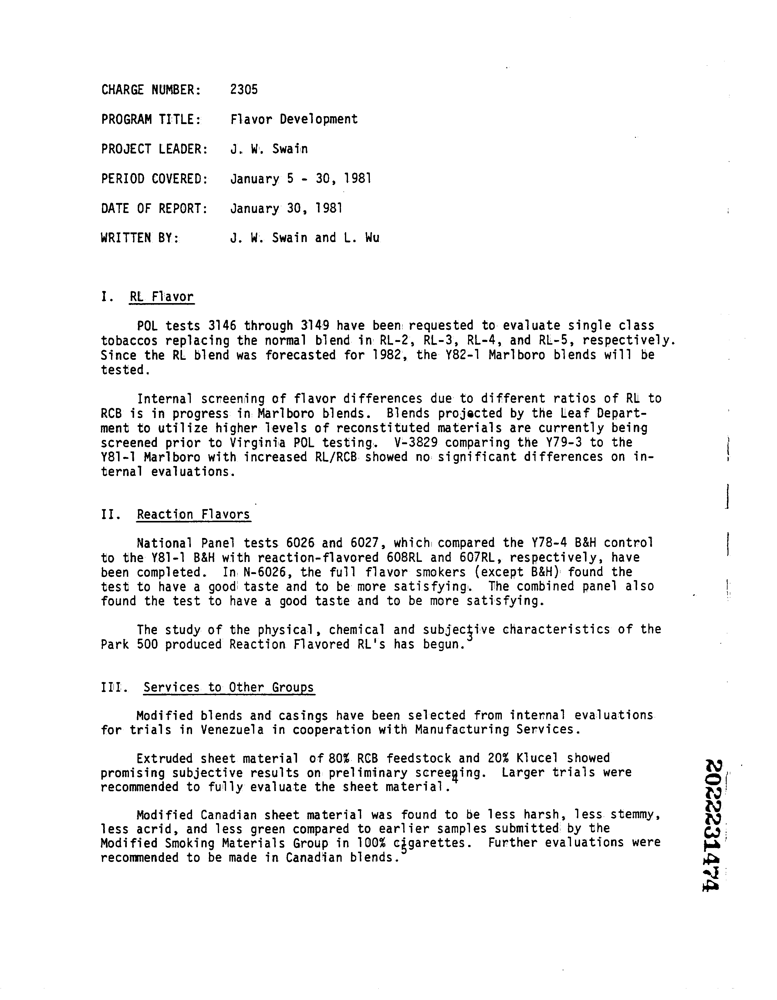 CHARGE NUMBER: 2305
PROGRAM TITLE: Flavor Development
PROJECT LEADER: J. W. Swain
PERIOD COVERED: January 5 - 30, 1981
DATE OF REPORT: January 30, 1981
WRITTEN BY: J. W. Swain and L. Wu
I. RL Flavor
POL tests 3146 through 3149 have been requested to evaluate single class
tobaccos replacing the normal blend in RL-2, RL-3, RL-4, and RL-5, respectively.
Since the RL blend was forecasted for 1982, the Y82-1 Marlboro blends will be
tested.
Internal screening of flavor differences due to different ratios of RL to
RCB is in progress in Marlboro blends. Blends projected by the Leaf Depart-
ment to utilize higher levels of reconstituted materials are currently being
screened prior to Virginia POL testing. V-3829 comparing the Y79-3 to the
Y81-1 Marlboro with increased RL/RCB showed no significant differences on in-
ternal evaluations.
II. Reaction Flavors
National Panel tests 6026 and 6027, which compared the Y78-4 B&H control
to the Y81-1 B&H with reaction-flavored 608RL and 607RL, respectively, have
been completed. In N-6026, the full flavor smokers (except B&H) found the
test to have a good taste and to be more satisfying. The combined panel also
found the test to have a good taste and to be more satisfying.
The study of the physical, chemical and subjective characteristics of the
Park 500 produced Reaction Flavored RL's has begun.3
III. Services to Other Groups
Modified blends and casings have been selected from internal evaluations
for trials in Venezuela in cooperation with Manufacturing Services.
Extruded sheet material of 80% RCB feedstock and 20% Klucel showed
promising subjective results on preliminary screening. Larger trials were
recommended to fully evaluate the sheet material.4
Modified Canadian sheet material was found to be less harsh, less stemmy,
less acrid, and less green compared to earlier samples submitted by the
Modified Smoking Materials Group in 100% cigarettes. Further evaluations were
recommended to be made in Canadian blends.5
2022231474